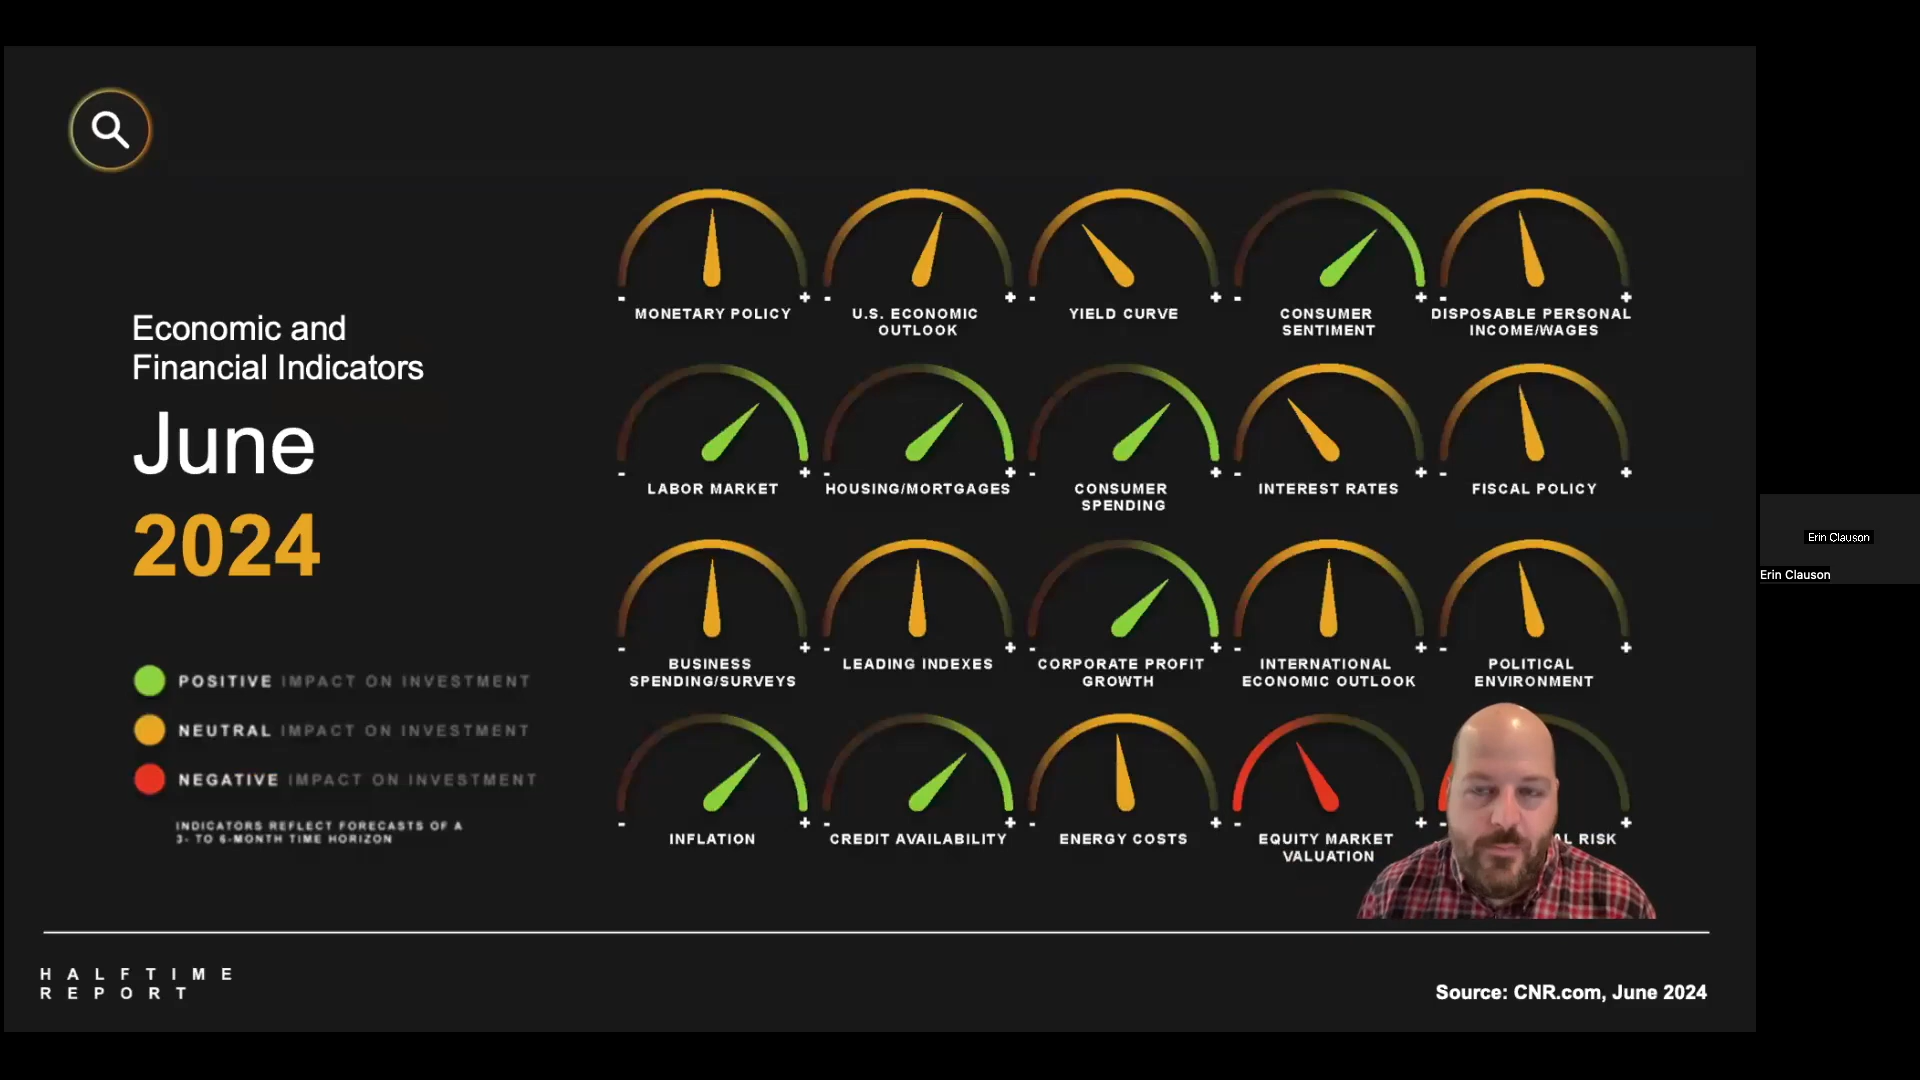 Economic and
Financial Indicators
June
2024
POSITIVE IMPACT ON INVESTMENT
NEUTRAL IMPACT ON INVESTMENT
NEGATIVE IMPACT ON INVESTMENT
INDICATORS REFLECT FORECASTS OF A
3- TO 6-MONTH TIME HORIZON
- + - + - + - + - +
MONETARY POLICY
U.S. ECONOMIC
OUTLOOK
YIELD CURVE
CONSUMER
SENTIMENT
DISPOSABLE PERSONAL
INCOME/WAGES
- + - + - + - + - +
LABOR MARKET
HOUSING/MORTGAGES
CONSUMER
SPENDING
INTEREST RATES
FISCAL POLICY
- + - + - + - + - +
BUSINESS
SPENDING/SURVEYS
LEADING INDEXES
CORPORATE PROFIT
GROWTH
INTERNATIONAL
ECONOMIC OUTLOOK
POLITICAL
ENVIRONMENT
- + - + - + - + - +
INFLATION
CREDIT AVAILABILITY
ENERGY COSTS
EQUITY MARKET
VALUATION
AL RISK
HALFTIME
REPORT
Source: CNR.com, June 2024
Erin Clauson
Erin Clauson